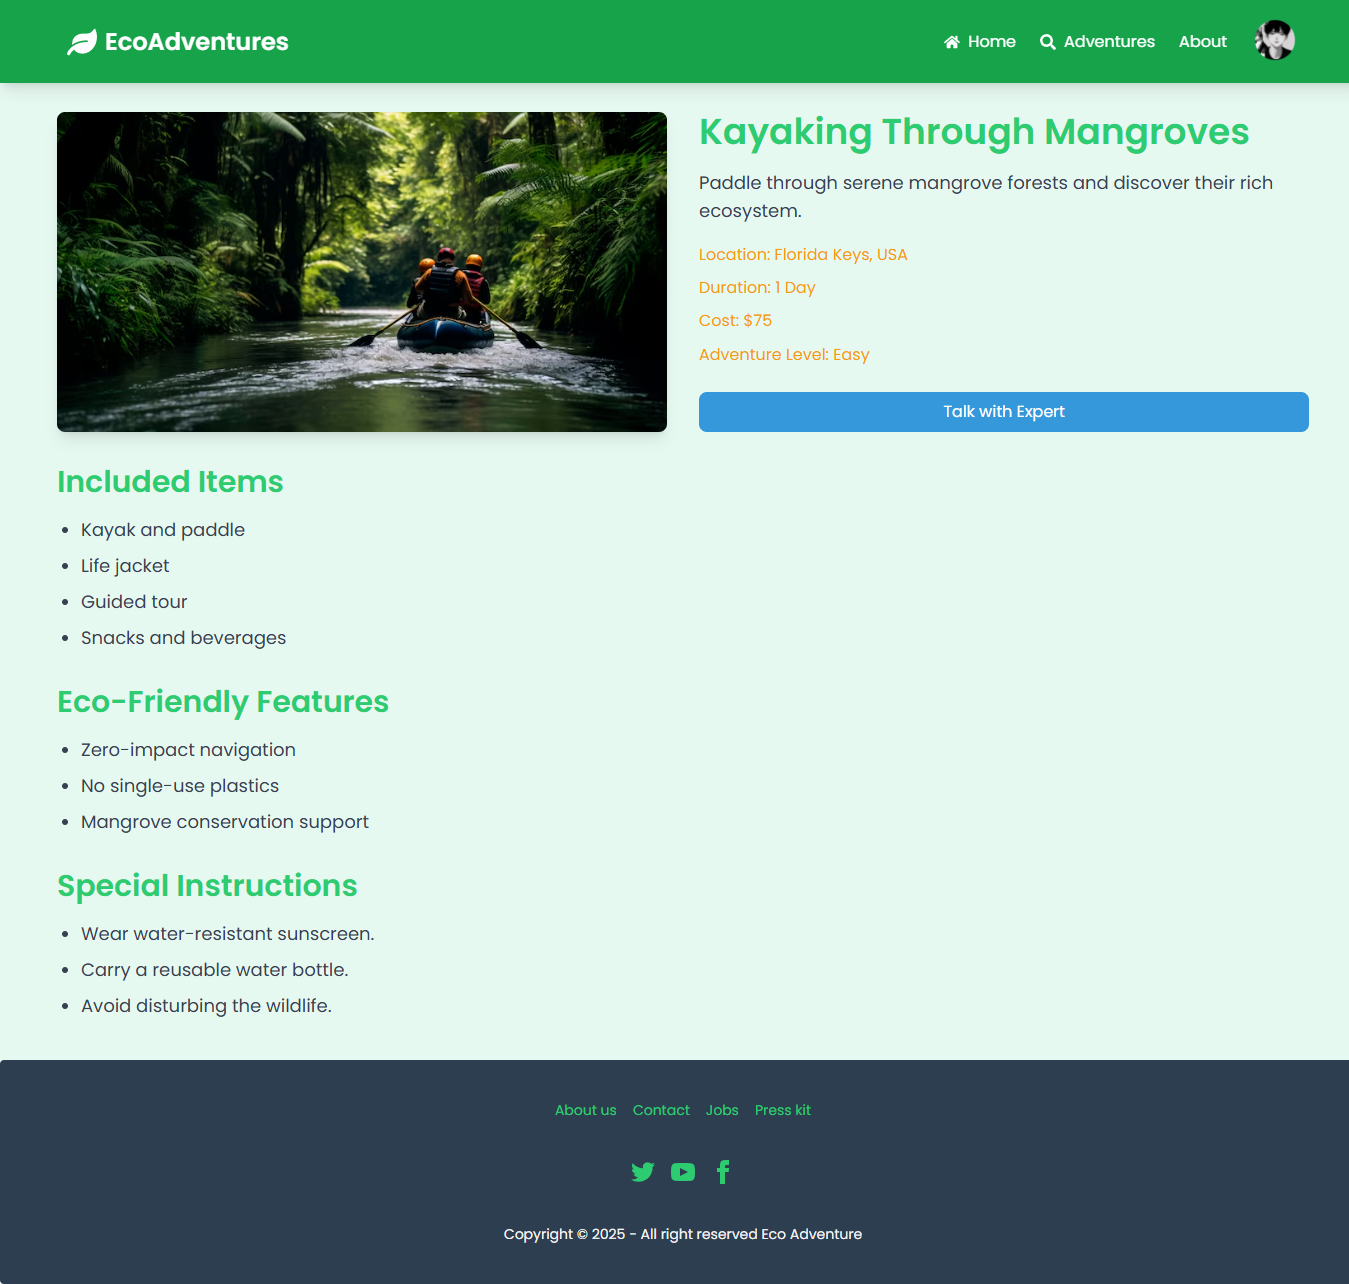 EcoAdventures
Home
Adventures
About
Kayaking Through Mangroves
Paddle through serene mangrove forests and discover their rich
ecosystem.
Location: Florida Keys, USA
Duration: 1 Day
Cost: $75
Adventure Level: Easy
Talk with Expert
Included Items
• Kayak and paddle
• Life jacket
• Guided tour
• Snacks and beverages
Eco-Friendly Features
• Zero-impact navigation
• No single-use plastics
• Mangrove conservation support
Special Instructions
• Wear water-resistant sunscreen.
• Carry a reusable water bottle.
• Avoid disturbing the wildlife.
About us Contact Jobs Press kit
Copyright © 2025 - All right reserved Eco Adventure